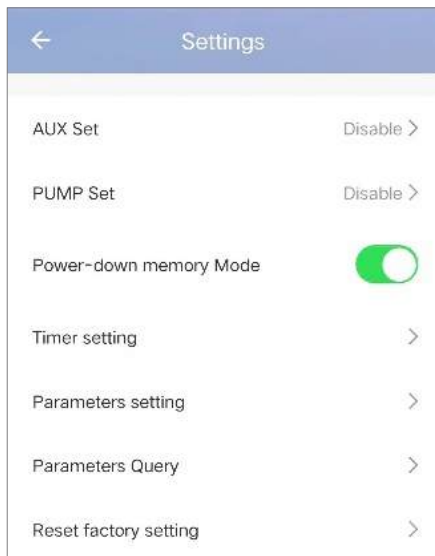 Settings
AUX Set Disable
PUMP Set Disable
Power-down memory Mode
Timer setting
Parameters setting
Parameters Query
Reset factory setting